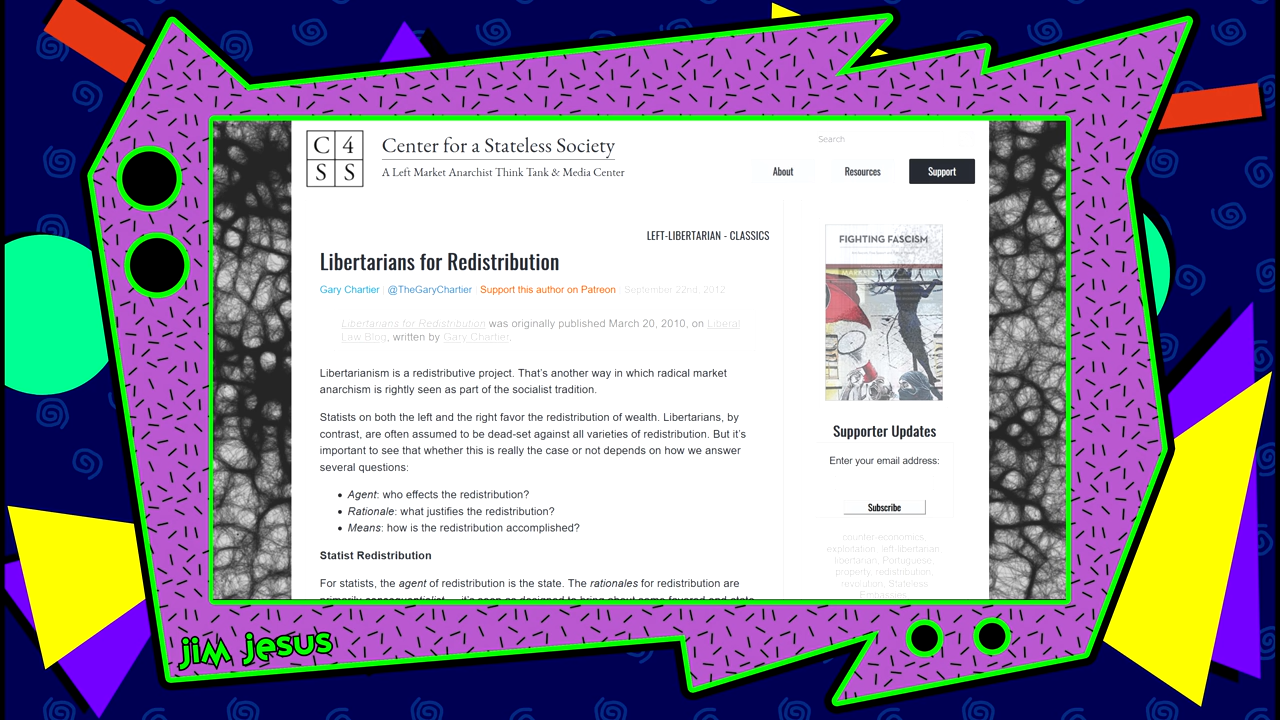 C 4
S S
Center for a Stateless Society
A Left Market Anarchist Think Tank & Media Center
Search
About
Resources
Support
LEFT-LIBERTARIAN - CLASSICS
Libertarians for Redistribution
Gary Chartier | @TheGaryChartier | Support this author on Patreon | September 22nd, 2012
Libertarians for Redistribution was originally published March 20, 2010, on Liberal
Law Blog, written by Gary Chartier.
Libertarianism is a redistributive project. That's another way in which radical market
anarchism is rightly seen as part of the socialist tradition.
Statists on both the left and the right favor the redistribution of wealth. Libertarians, by
contrast, are often assumed to be dead-set against all varieties of redistribution. But it's
important to see that whether this is really the case or not depends on how we answer
several questions:
• Agent: who effects the redistribution?
• Rationale: what justifies the redistribution?
• Means: how is the redistribution accomplished?
Statist Redistribution
For statists, the agent of redistribution is the state. The rationales for redistribution are
FIGHTING FASCISM
Supporter Updates
Enter your email address:
Subscribe
counter-economics,
exploitation, left-libertarian
libertarian, Portuguese,
property, redistribution,
revolution, Stateless
Embassies
jim jesus